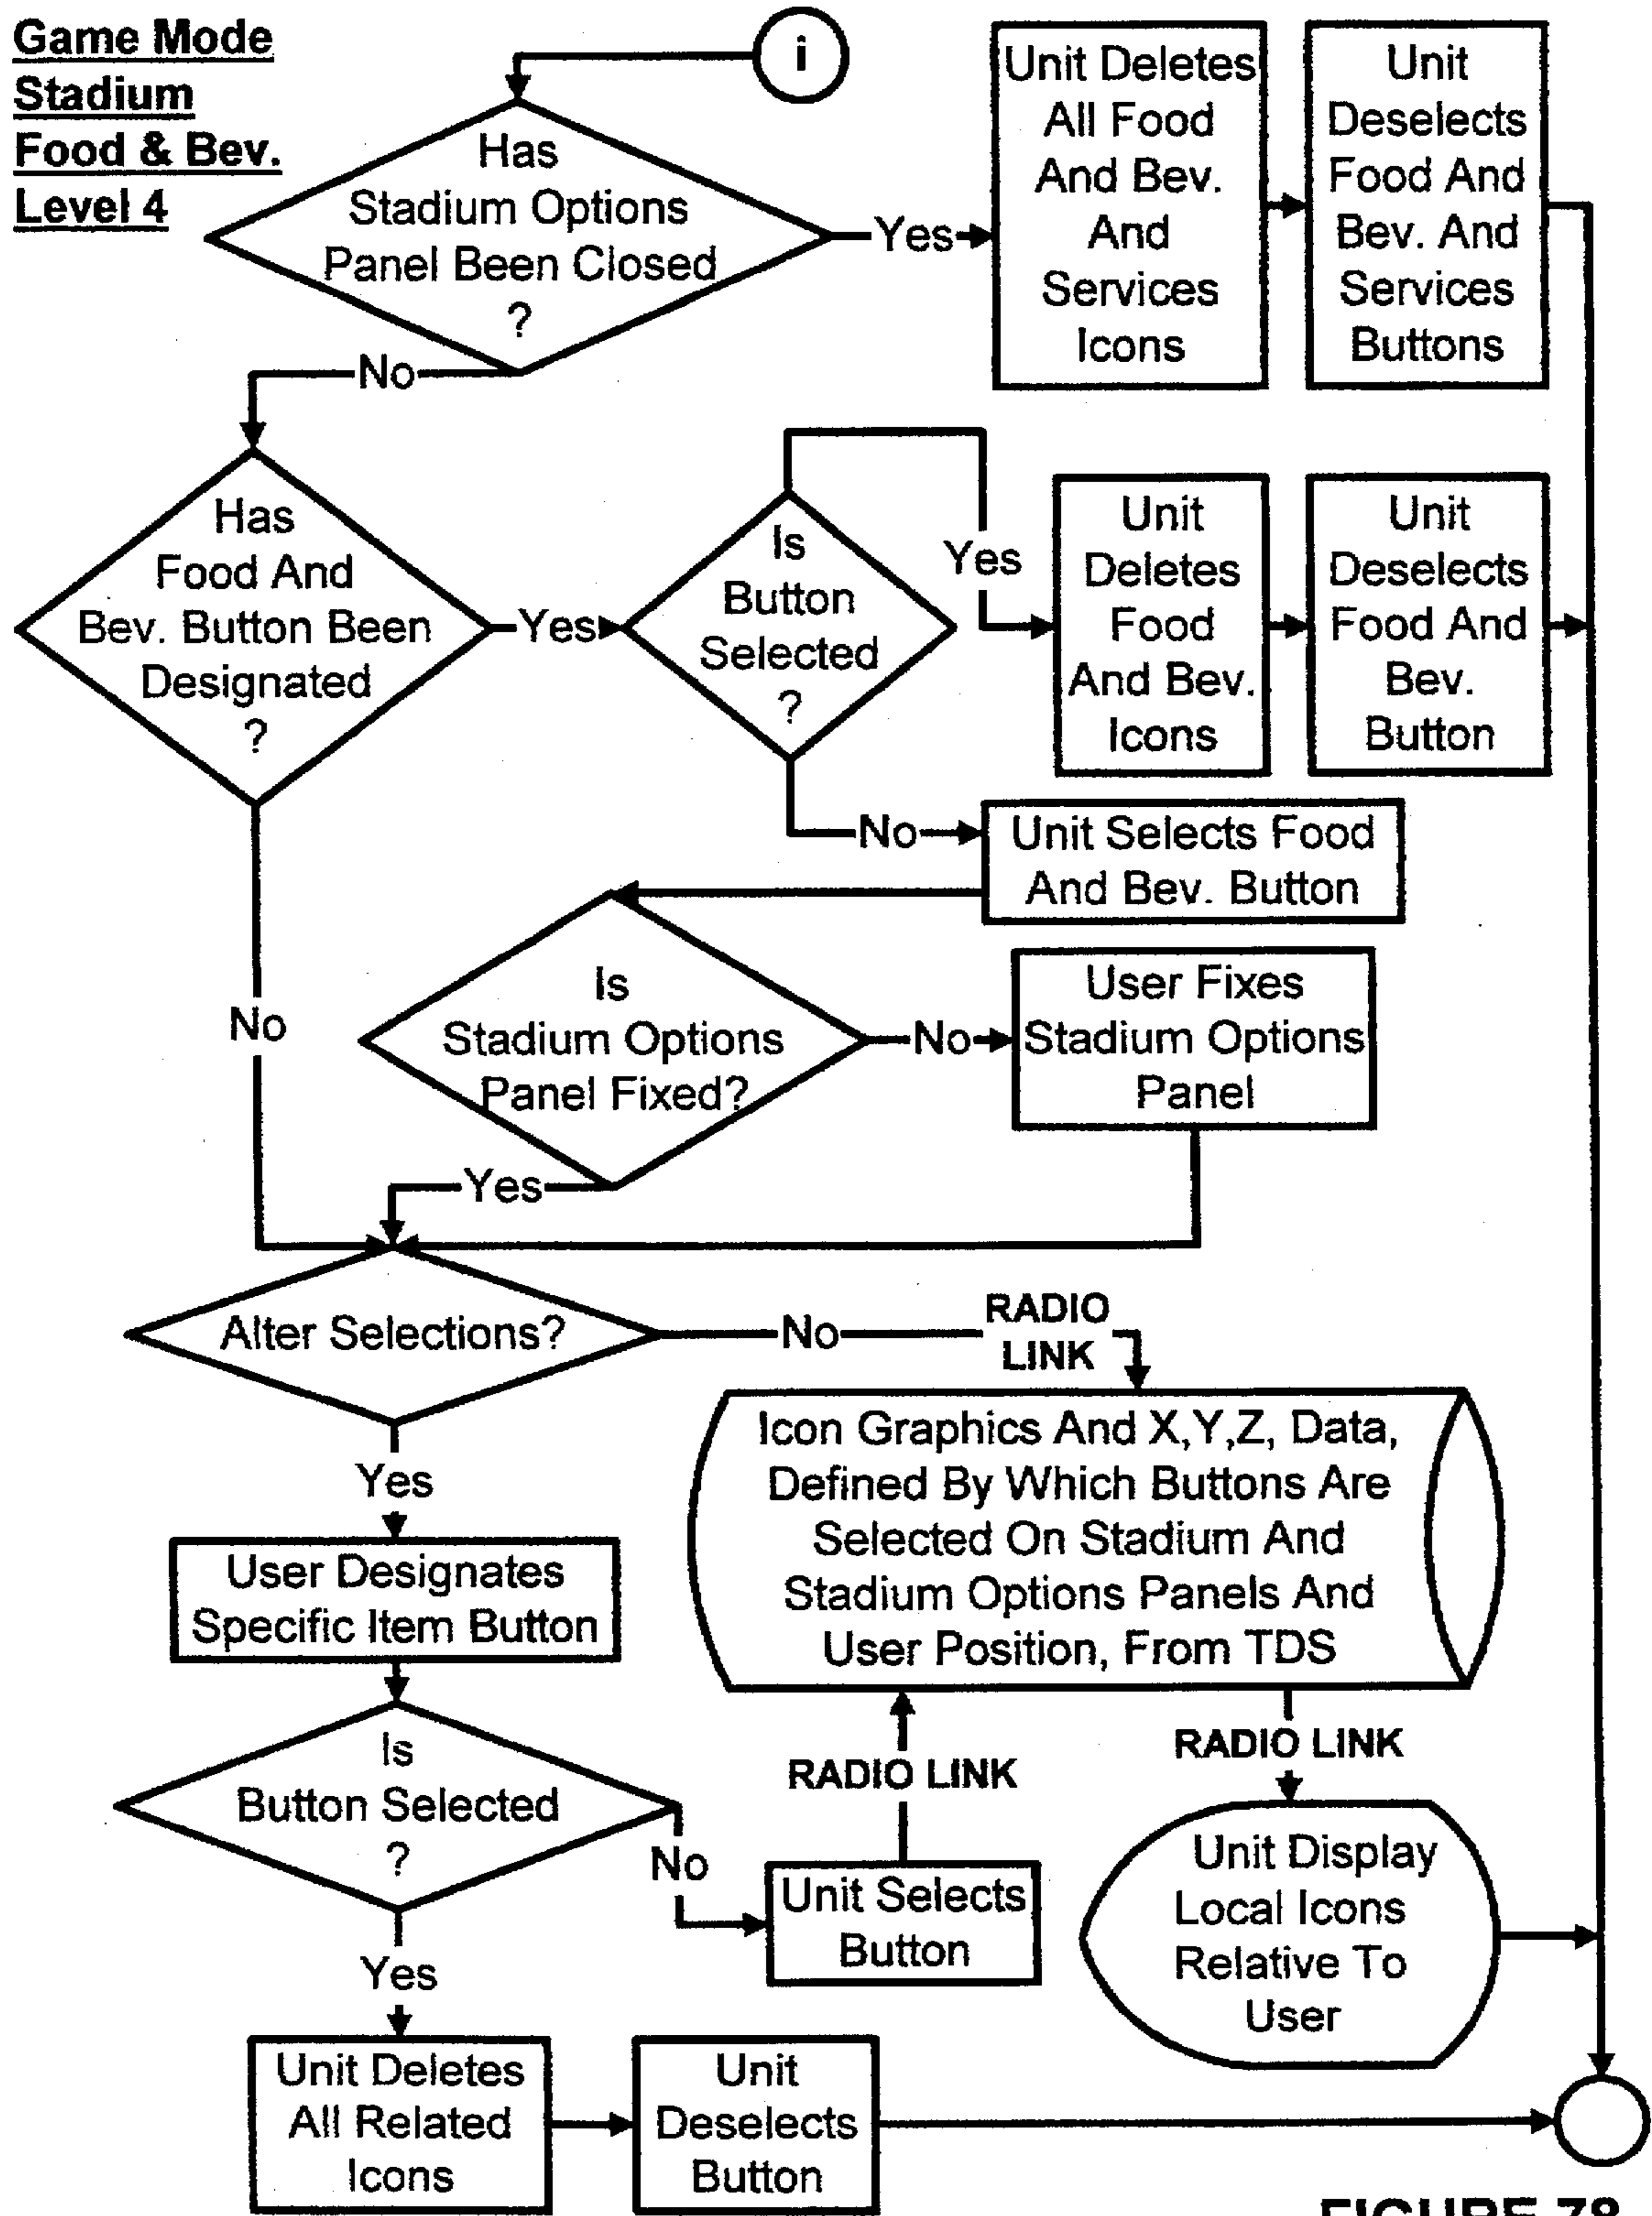 Game Mode
Stadium
Food & Bev.
Level 4
i
Has
Stadium Options
Panel Been Closed
?
Yes
Unit Deletes
All Food
And Bev.
And
Services
Icons
Unit
Deselects
Food And
Bev. And
Services
Buttons
No
Has
Food And
Bev. Button Been
Designated
?
Yes
Is
Button
Selected
?
Yes
Unit
Deletes
Food
And Bev.
Icons
Unit
Deselects
Food And
Bev.
Button
No
Unit Selects Food
And Bev. Button
No
Is
Stadium Options
Panel Fixed?
No
User Fixes
Stadium Options
Panel
Yes
Alter Selections?
No
RADIO
LINK
Icon Graphics And X,Y,Z, Data,
Defined By Which Buttons Are
Selected On Stadium And
Stadium Options Panels And
User Position, From TDS
Yes
User Designates
Specific Item Button
Is
Button Selected
?
No
Unit Selects
Button
RADIO LINK
RADIO LINK
Unit Display
Local Icons
Relative To
User
Yes
Unit Deletes
All Related
Icons
Unit
Deselects
Button
FIGURE 78